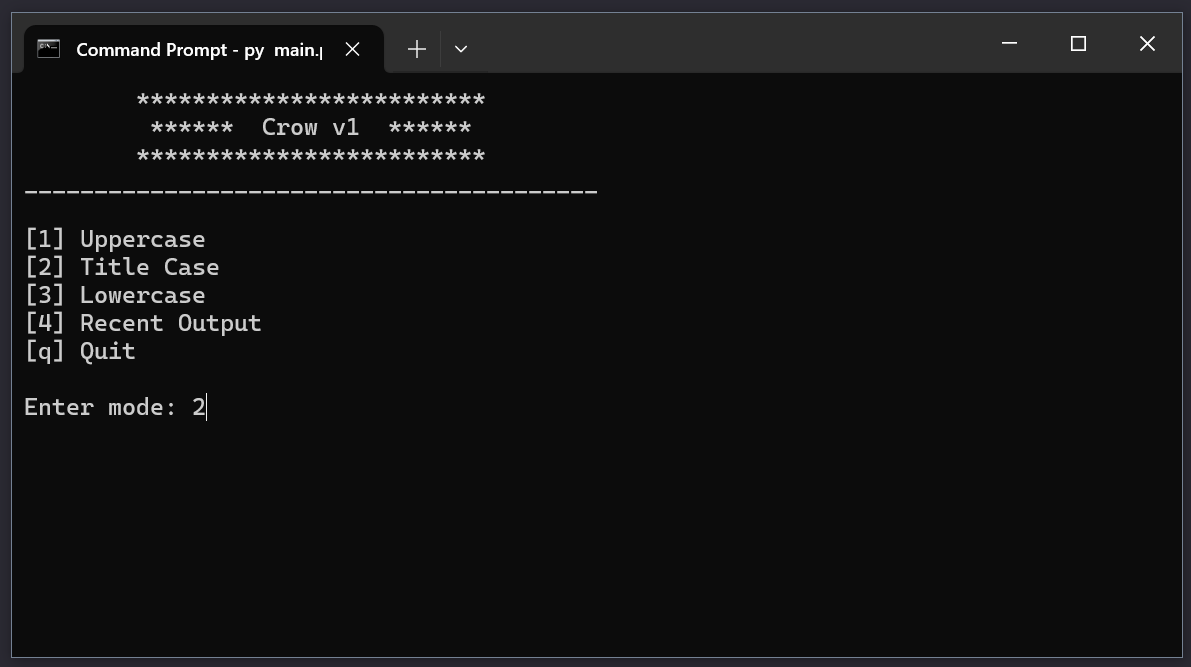 Command Prompt - py  main.p
*************************
******  Crow v1  ******
*************************
_________________________________________
[1] Uppercase
[2] Title Case
[3] Lowercase
[4] Recent Output
[q] Quit
Enter mode: 2